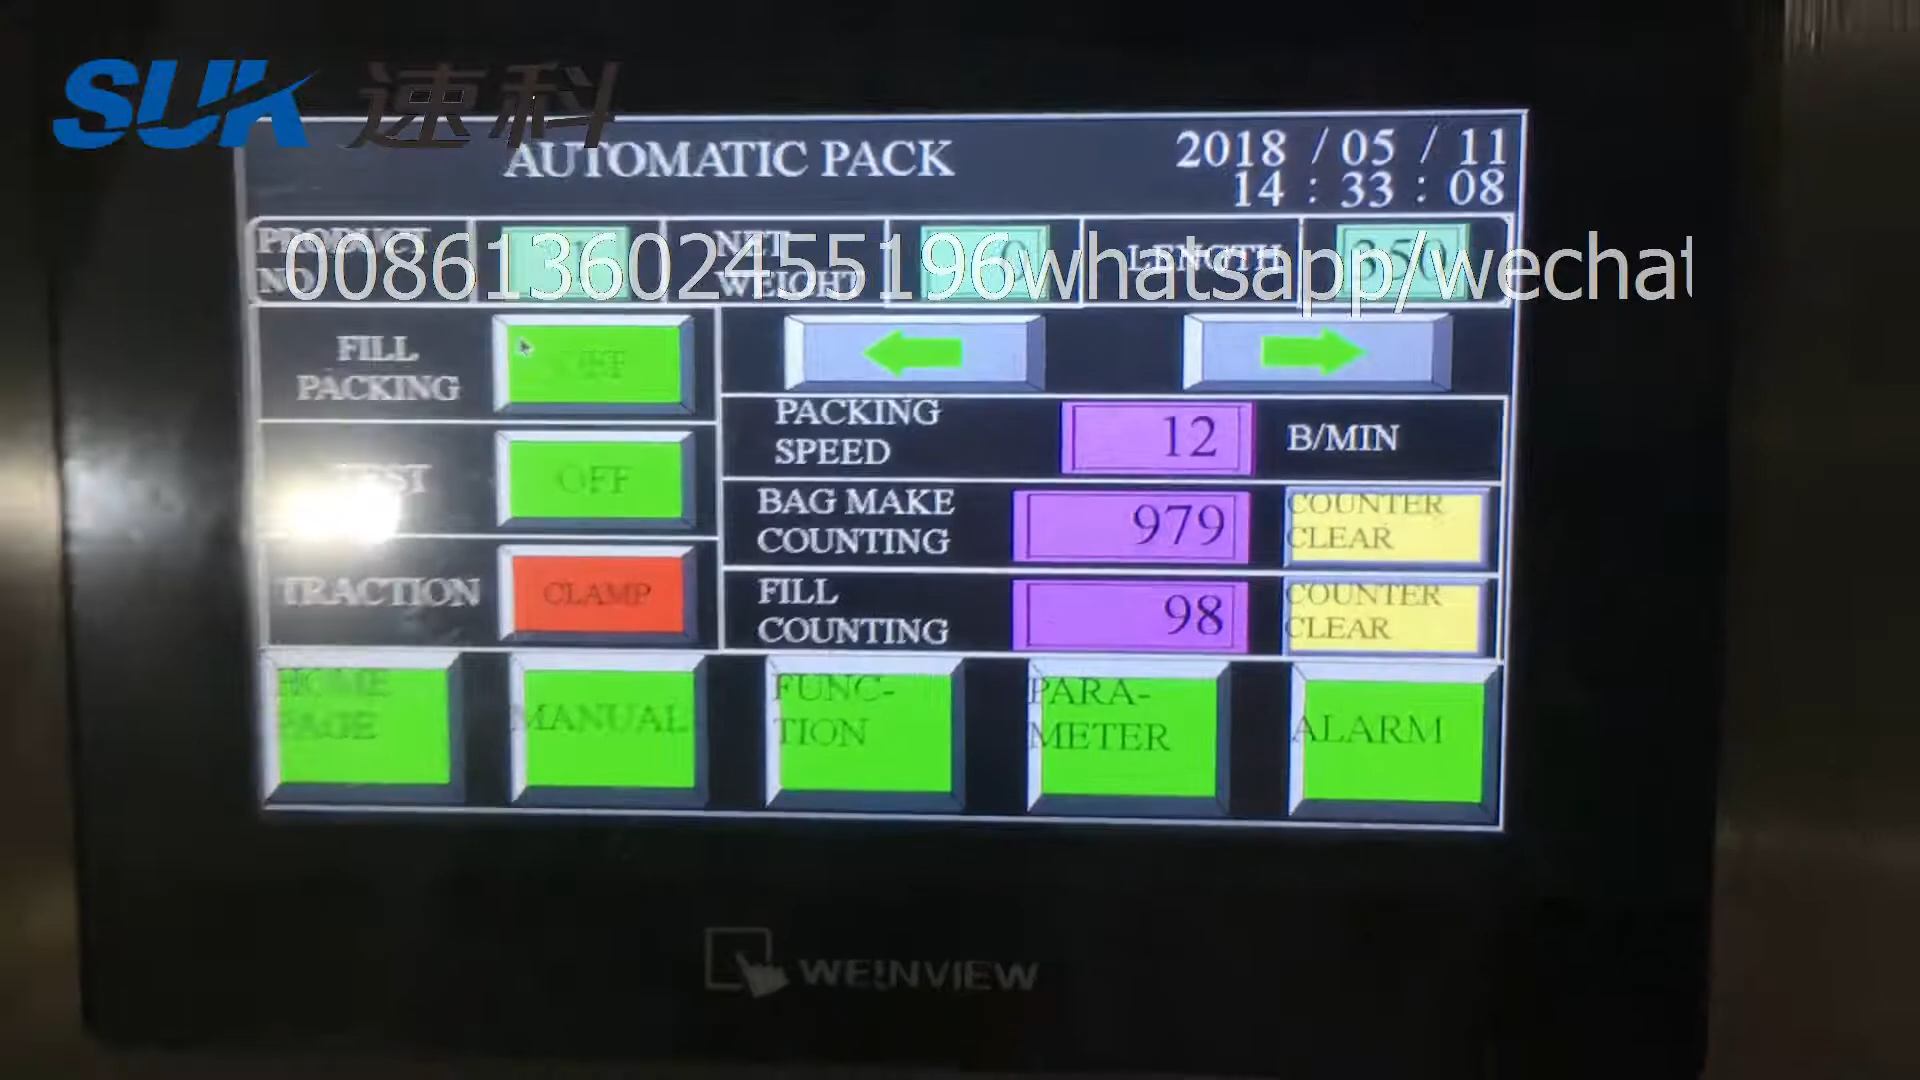 SUK 速科
AUTOMATIC PACK
2018 / 05 / 11
14 : 33 : 08
PRODUCT
NO
NET
WEIGHT
LENGTH
350
008613602455196whatsapp/wechat
FILL
PACKING
OFF
TEST
OFF
TRACTION
CLAMP
PACKING
SPEED
12
B/MIN
BAG MAKE
COUNTING
979
COUNTER
CLEAR
FILL
COUNTING
98
COUNTER
CLEAR
HOME
PAGE
MANUAL
FUNC-
TION
PARA-
METER
ALARM
WEINVIEW